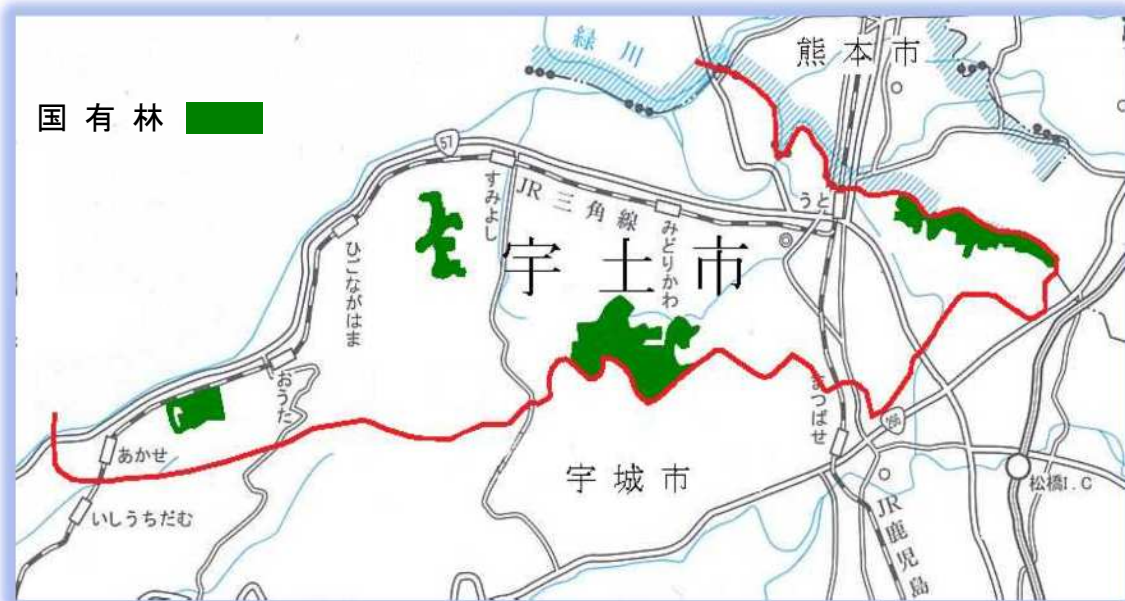 緑川
熊本市
国有林
57
すみよし
JR三角線
うと
みどりかわ
宇土市
ひごながはま
おうた
まつばせ
あかせ
宇城市
松橋I.C
いしうちだむ
JR鹿児島